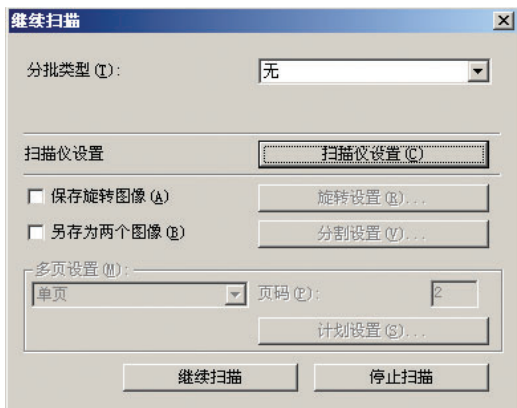 继续扫描
分批类型(T): 无
扫描仪设置 扫描仪设置(C)
保存旋转图像(A) 旋转设置(R)...
另存为两个图像(B) 分割设置(V)...
多页设置(M):
单页 页码(P): 2
计划设置(S)...
继续扫描 停止扫描